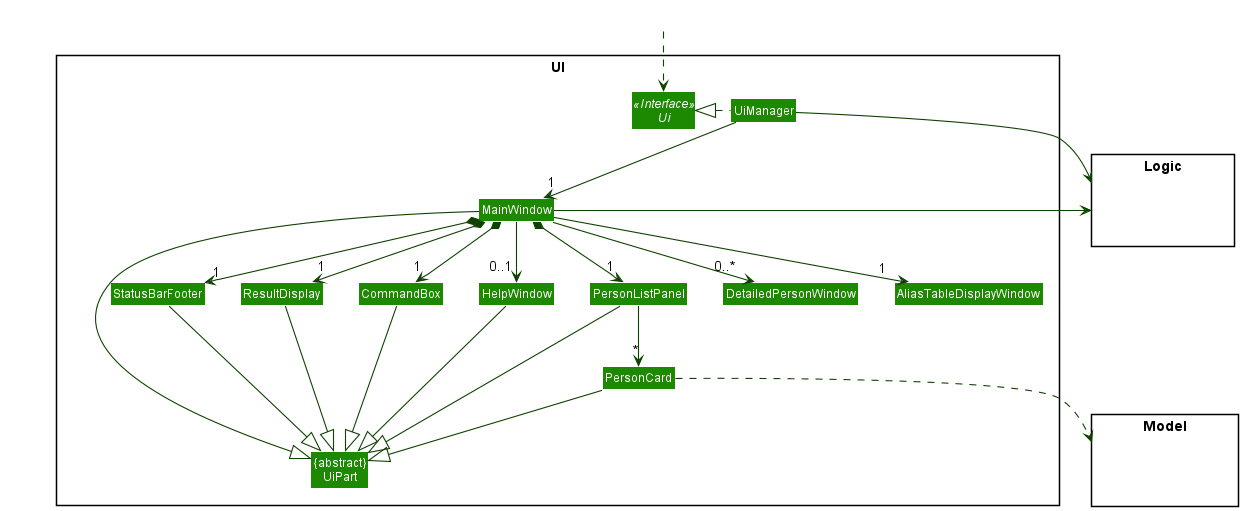 UI
«Interface»
Ui
UiManager
Logic
1
MainWindow
1
1
1
0..1
1
0..*
1
StatusBarFooter
ResultDisplay
CommandBox
HelpWindow
PersonListPanel
DetailedPersonWindow
AliasTableDisplayWindow
*
PersonCard
Model
{abstract}
UiPart